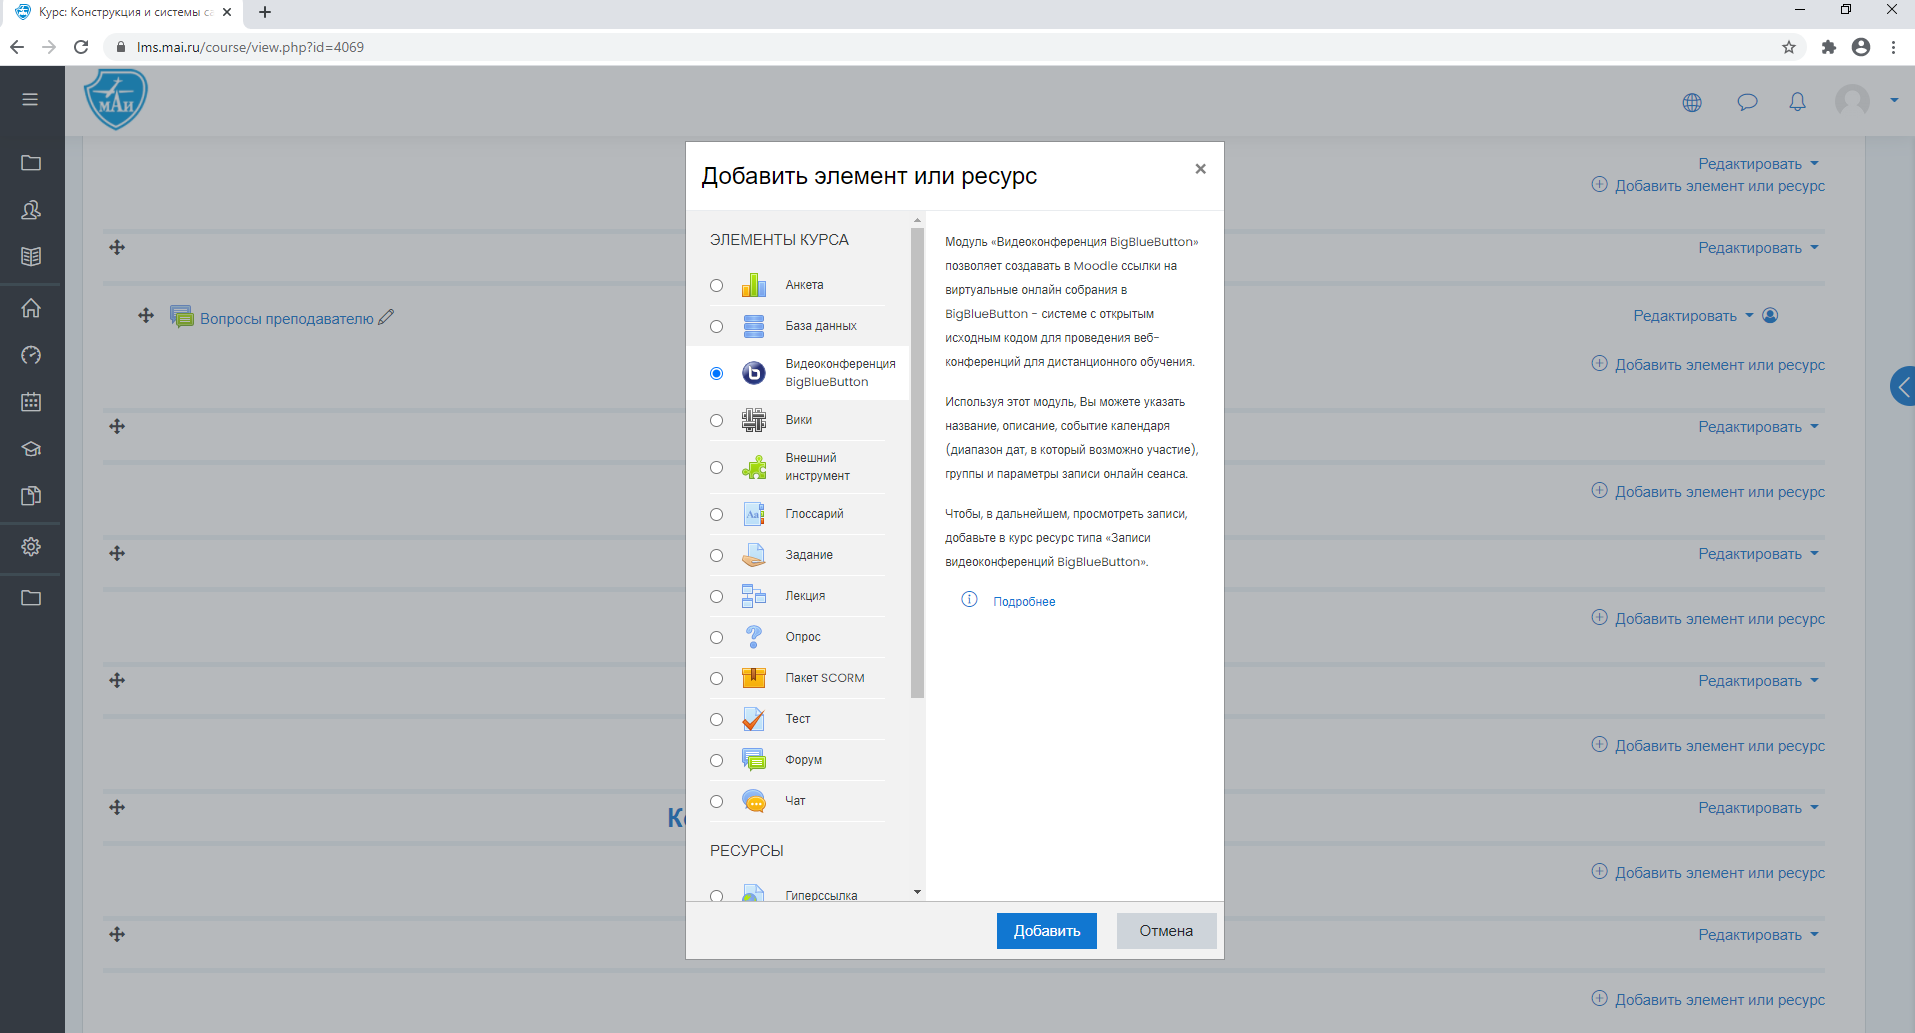 Курс: Конструкция и системы са
lms.mai.ru/course/view.php?id=4069
МАИ
Редактировать
Добавить элемент или ресурс
Редактировать
Вопросы преподавателю
Редактировать
Добавить элемент или ресурс
Редактировать
Добавить элемент или ресурс
Редактировать
Добавить элемент или ресурс
Редактировать
Добавить элемент или ресурс
Редактировать
Добавить элемент или ресурс
Редактировать
Добавить элемент или ресурс
Добавить элемент или ресурс
ЭЛЕМЕНТЫ КУРСА
Анкета
База данных
Видеоконференция
BigBlueButton
Вики
Внешний
инструмент
Глоссарий
Задание
Лекция
Опрос
Пакет SCORM
Тест
Форум
Чат
РЕСУРСЫ
Гиперссылка
Модуль «Видеоконференция BigBlueButton»
позволяет создавать в Moodle ссылки на
виртуальные онлайн собрания в
BigBlueButton - системе с открытым
исходным кодом для проведения веб-
конференций для дистанционного обучения.
Используя этот модуль, Вы можете указать
название, описание, событие календаря
(диапазон дат, в который возможно участие),
группы и параметры записи онлайн сеанса.
Чтобы, в дальнейшем, просмотреть записи,
добавьте в курс ресурс типа «Записи
видеоконференций BigBlueButton».
Подробнее
Добавить
Отмена